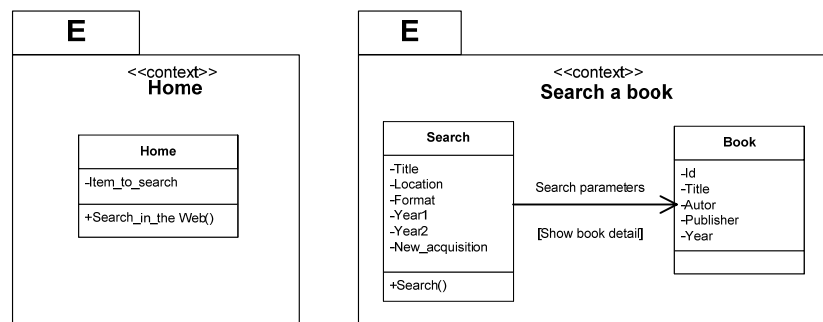 E
<<context>>
Home
Home
-Item_to_search
+Search_in_the Web()
E
<<context>>
Search a book
Search
-Title
-Location
-Format
-Year1
-Year2
-New_acquisition
+Search()
Search parameters
[Show book detail]
Book
-Id
-Title
-Autor
-Publisher
-Year